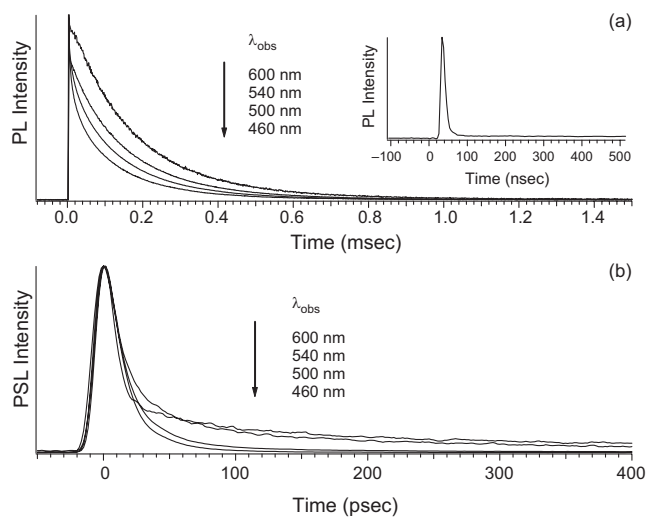 (a)
PL Intensity
λobs
600 nm
540 nm
500 nm
460 nm
PL Intensity
−100 0 100 200 300 400 500
Time (nsec)
0.0 0.2 0.4 0.6 0.8 1.0 1.2 1.4
Time (msec)
(b)
PSL Intensity
λobs
600 nm
540 nm
500 nm
460 nm
0 100 200 300 400
Time (psec)